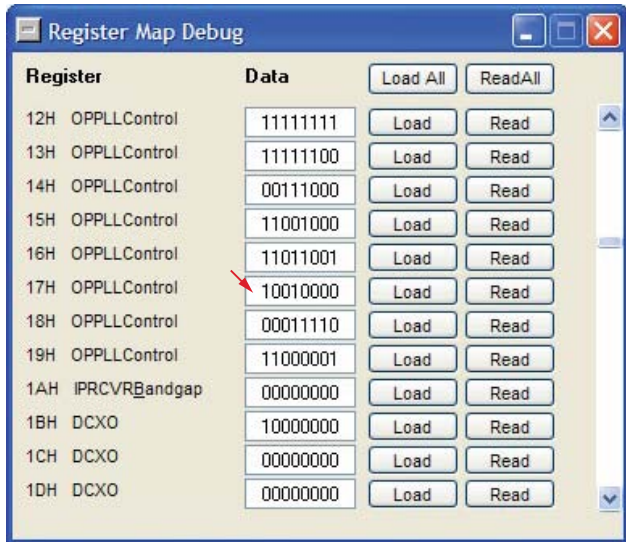 Register Map Debug
Register Data Load All ReadAll
12H OPPLLControl 11111111 Load Read
13H OPPLLControl 11111100 Load Read
14H OPPLLControl 00111000 Load Read
15H OPPLLControl 11001000 Load Read
16H OPPLLControl 11011001 Load Read
17H OPPLLControl 10010000 Load Read
18H OPPLLControl 00011110 Load Read
19H OPPLLControl 11000001 Load Read
1AH IPRCVRBandgap 00000000 Load Read
1BH DCXO 10000000 Load Read
1CH DCXO 00000000 Load Read
1DH DCXO 00000000 Load Read